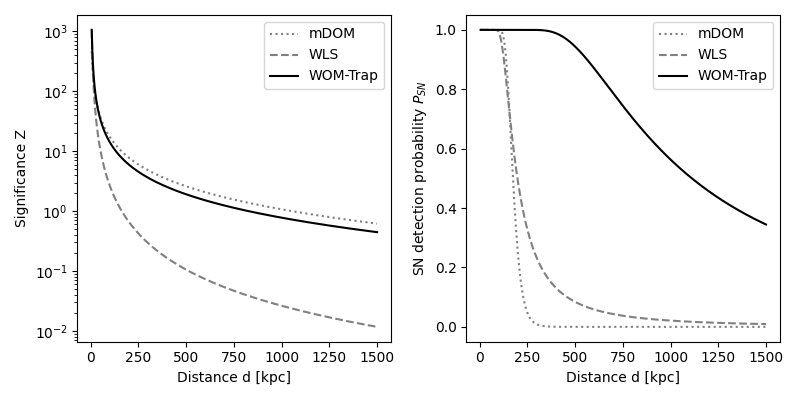 Significance Z
10³
10²
10¹
10⁰
10⁻¹
10⁻²
0 250 500 750 1000 1250 1500
Distance d [kpc]
mDOM
WLS
WOM-Trap
SN detection probability P_SN
1.0
0.8
0.6
0.4
0.2
0.0
0 250 500 750 1000 1250 1500
Distance d [kpc]
mDOM
WLS
WOM-Trap